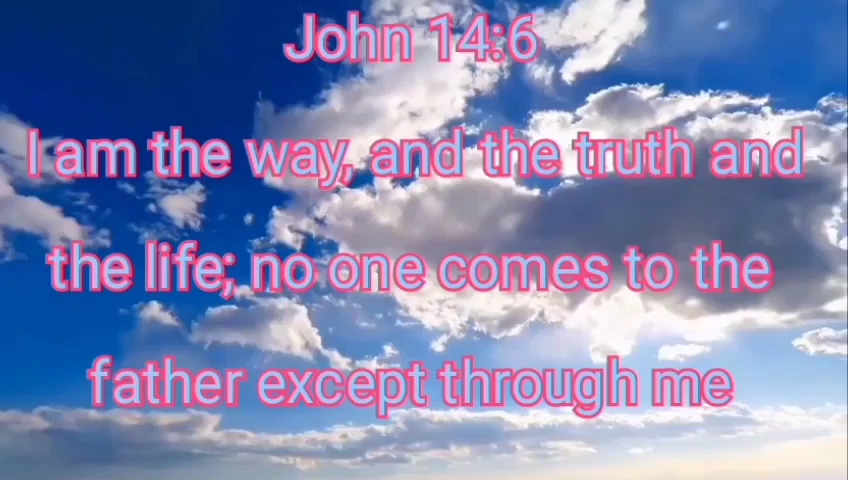 John 14:6
I am the way, and the truth and
the life; no one comes to the
father except through me